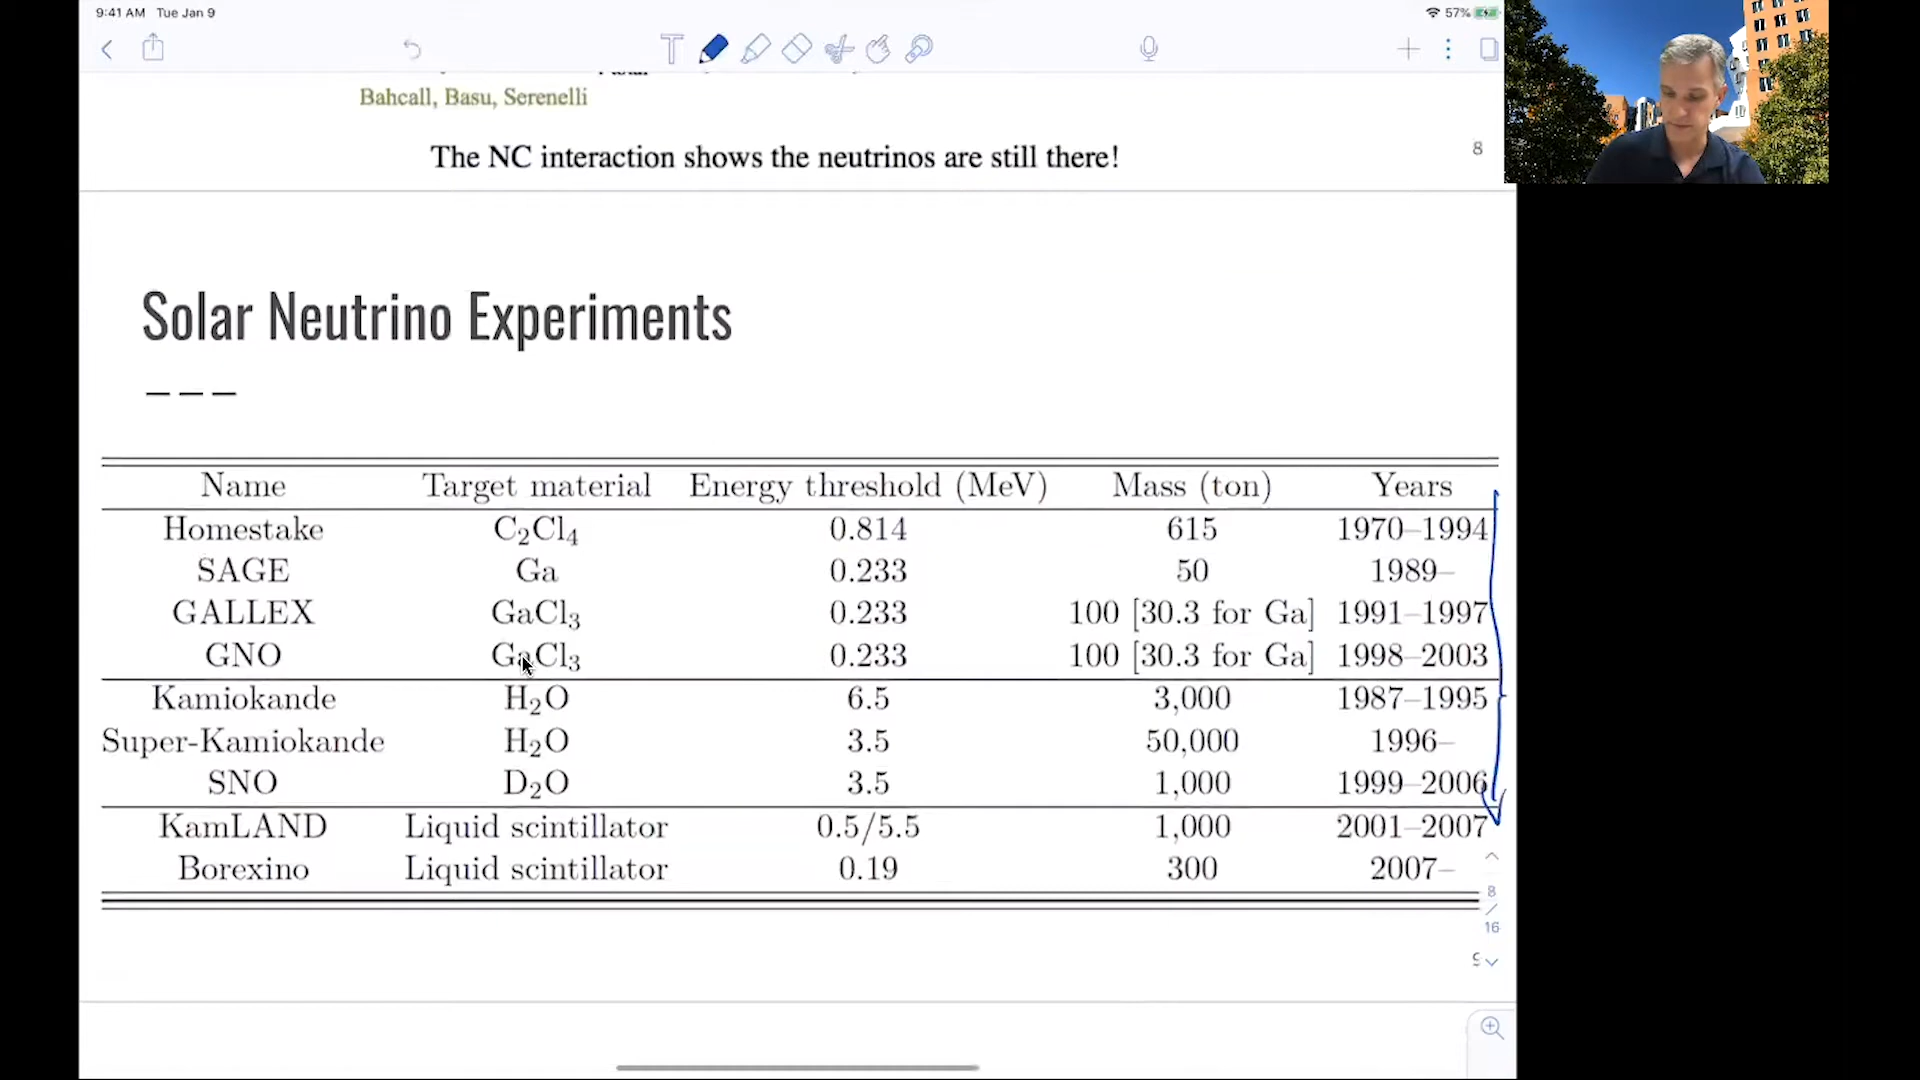 9:41 AM Tue Jan 9
57%
Bahcall, Basu, Serenelli
The NC interaction shows the neutrinos are still there!
8
Solar Neutrino Experiments
Name Target material Energy threshold (MeV) Mass (ton) Years
Homestake C₂Cl₄ 0.814 615 1970–1994
SAGE Ga 0.233 50 1989–
GALLEX GaCl₃ 0.233 100 [30.3 for Ga] 1991–1997
GNO GaCl₃ 0.233 100 [30.3 for Ga] 1998–2003
Kamiokande H₂O 6.5 3,000 1987–1995
Super-Kamiokande H₂O 3.5 50,000 1996–
SNO D₂O 3.5 1,000 1999–2006
KamLAND Liquid scintillator 0.5/5.5 1,000 2001–2007
Borexino Liquid scintillator 0.19 300 2007–
8
/
16